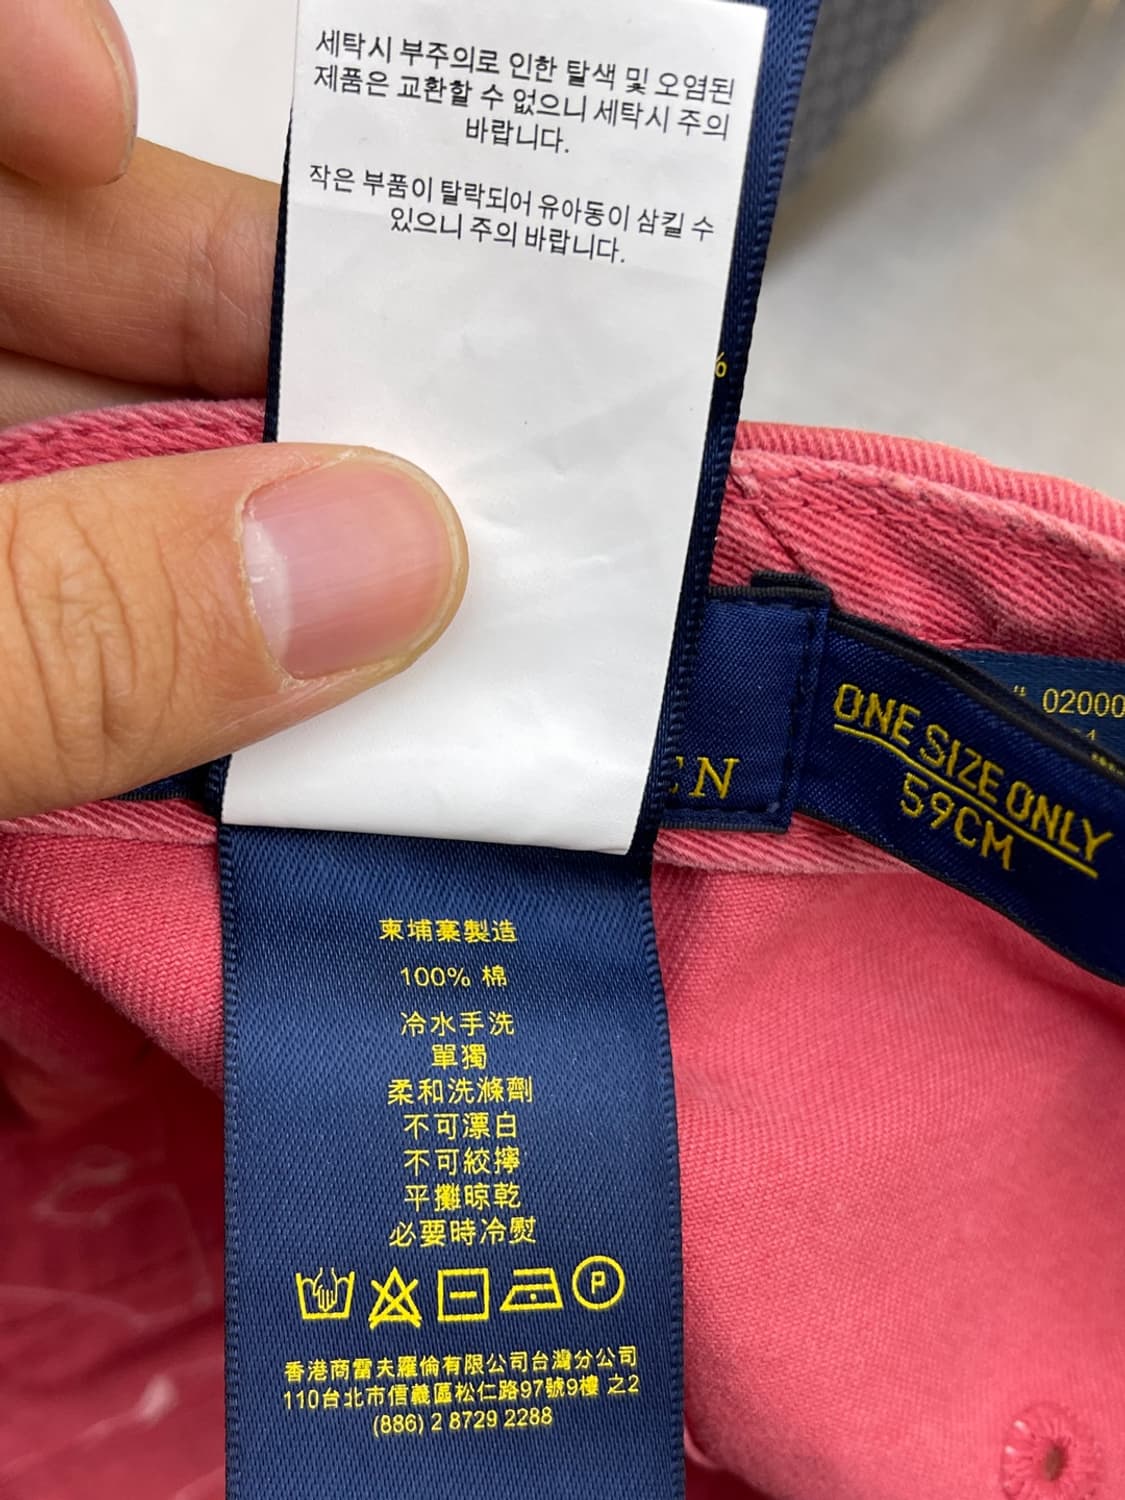 세탁시 부주의로 인한 탈색 및 오염된
제품은 교환할 수 없으니 세탁시 주의
바랍니다.
작은 부품이 탈락되어 유아동이 삼킬 수
있으니 주의 바랍니다.
%
EN
ONE SIZE ONLY
59CM
" 02000
柬埔寨製造
100% 棉
冷水手洗
單獨
柔和洗滌劑
不可漂白
不可絞擰
平攤晾乾
必要時冷熨
P
香港商雷夫羅倫有限公司台灣分公司
110台北市信義區松仁路97號9樓 之2
(886) 2 8729 2288